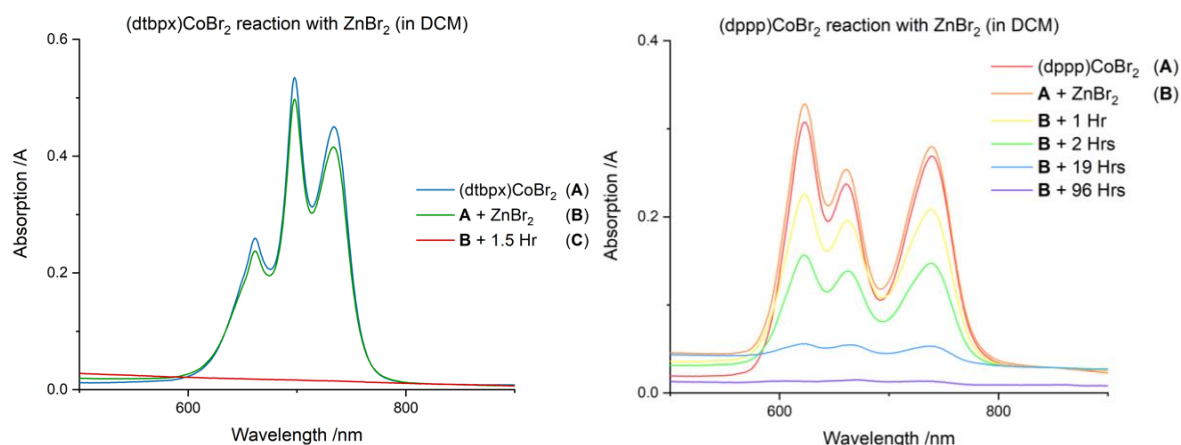 (dtbpx)CoBr₂ reaction with ZnBr₂ (in DCM)
0.6
0.4
0.2
0.0
Absorption /A
600
800
Wavelength /nm
(dtbpx)CoBr₂ (A)
A + ZnBr₂ (B)
B + 1.5 Hr (C)
(dppp)CoBr₂ reaction with ZnBr₂ (in DCM)
0.4
0.2
0.0
Absorption /A
600
800
Wavelength /nm
(dppp)CoBr₂ (A)
A + ZnBr₂ (B)
B + 1 Hr
B + 2 Hrs
B + 19 Hrs
B + 96 Hrs